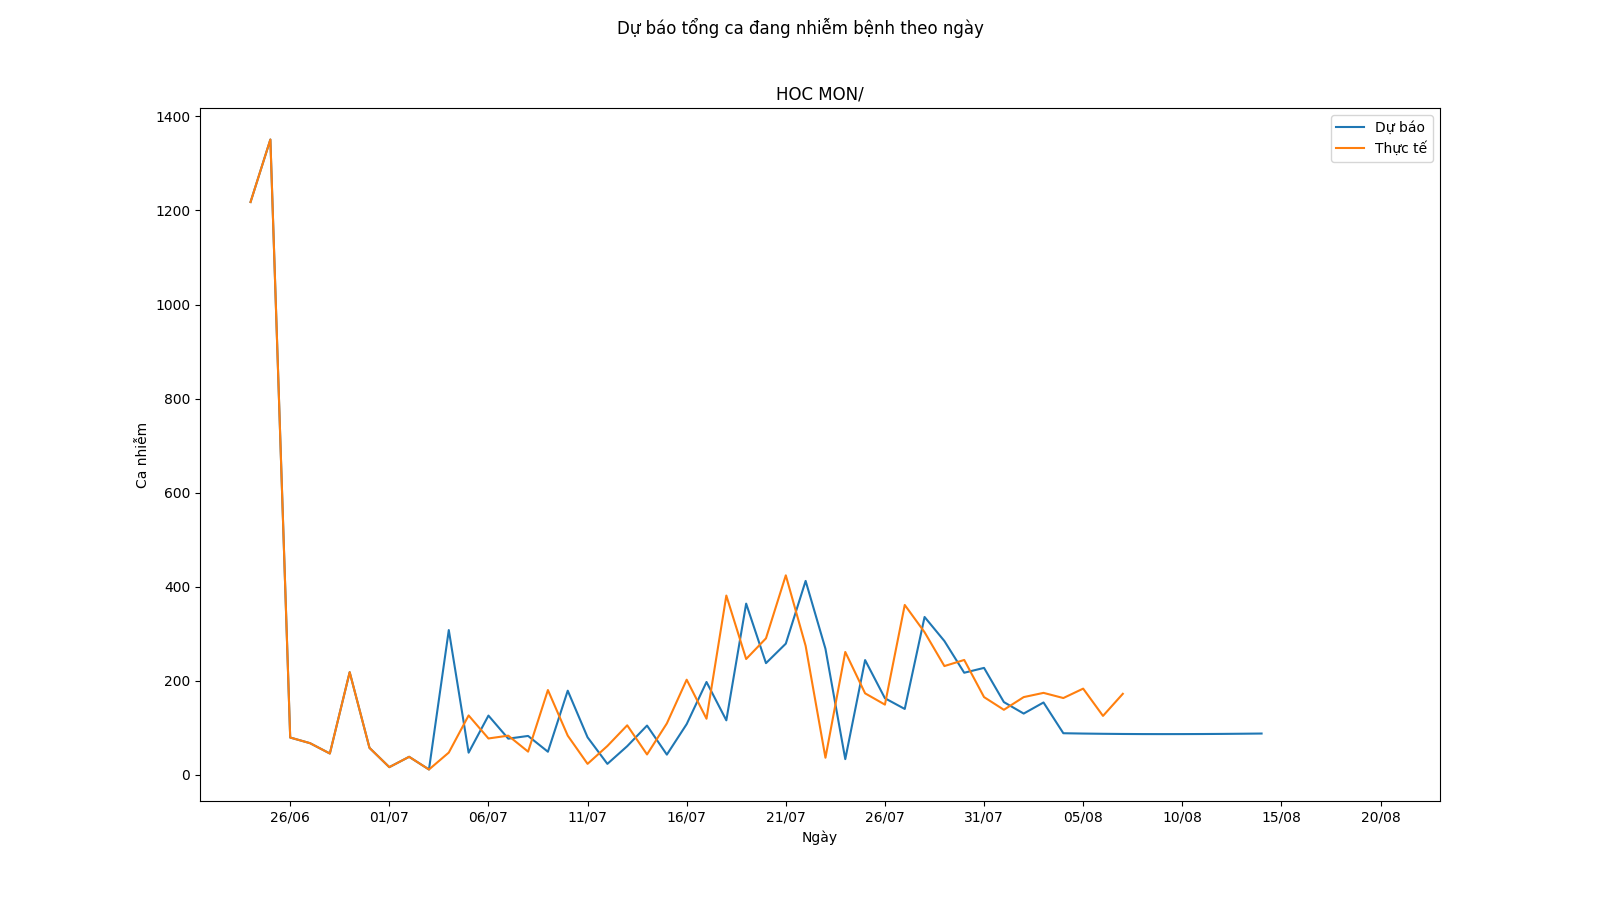 Dự báo tổng ca đang nhiễm bệnh theo ngày
HOC MON/
Dự báo
Thực tế
1400
1200
1000
800
600
400
200
0
Ca nhiễm
26/06 01/07 06/07 11/07 16/07 21/07 26/07 31/07 05/08 10/08 15/08 20/08
Ngày